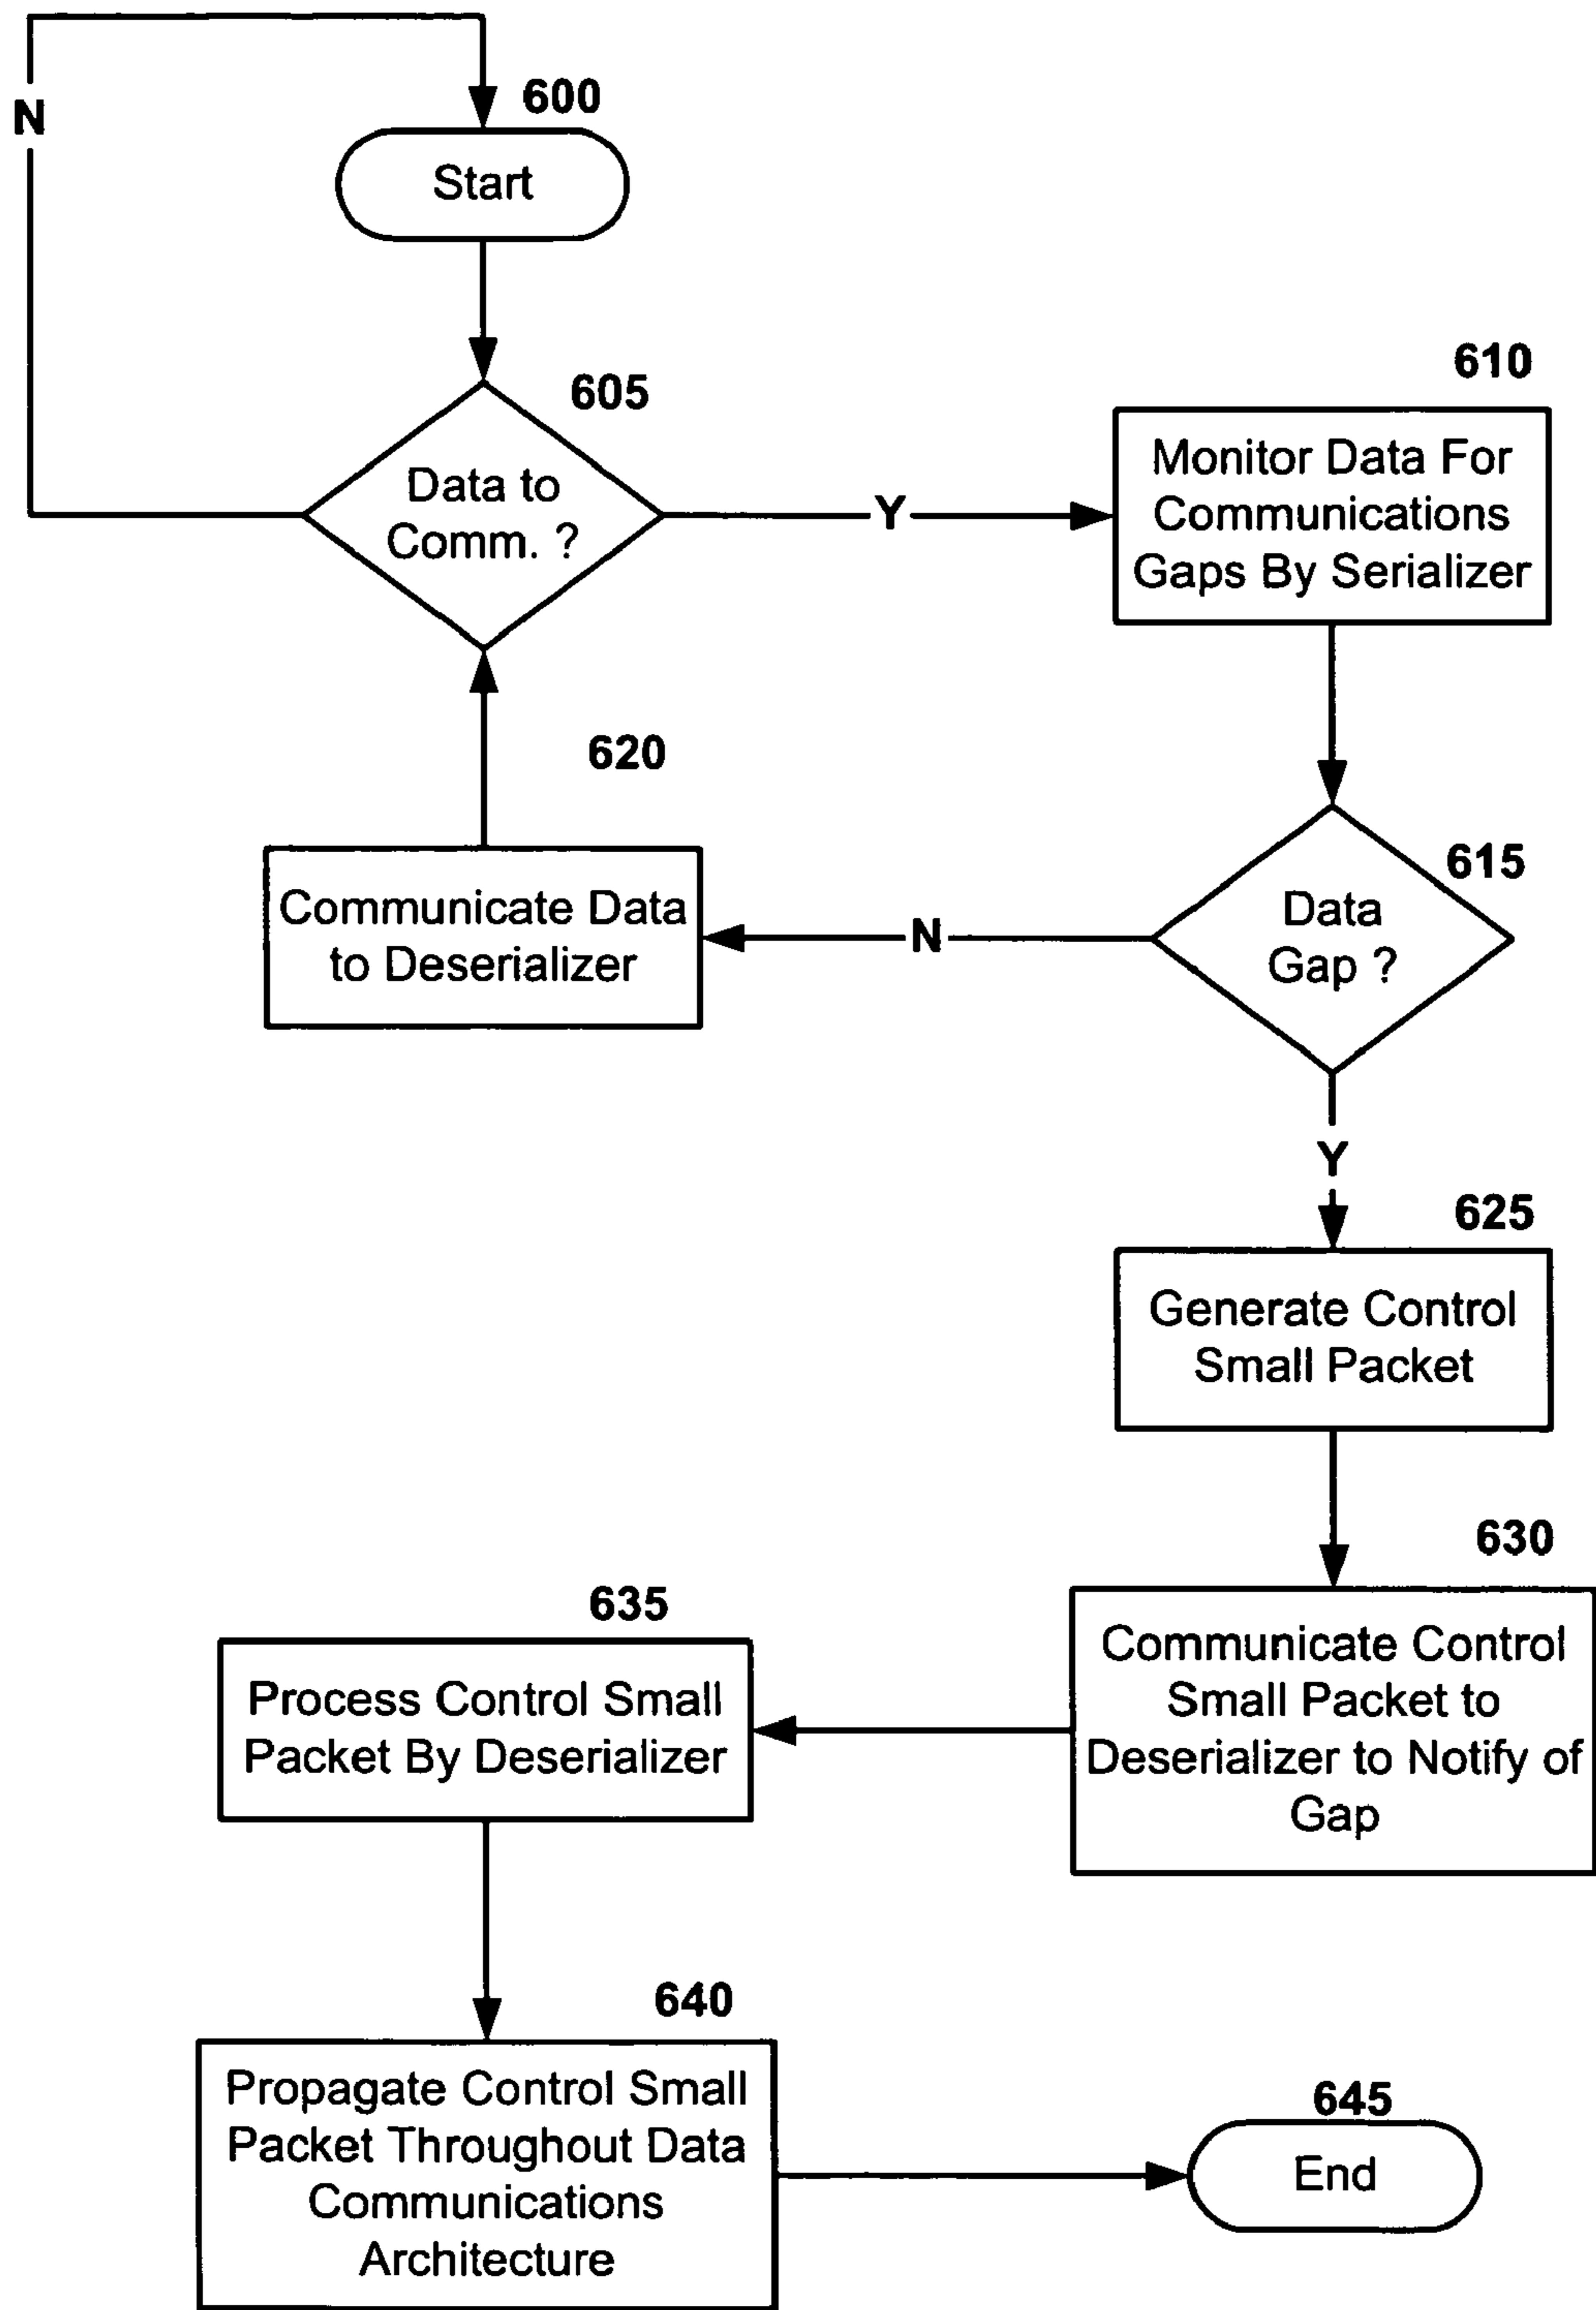 N
600
Start
605
Data to
Comm. ?
Y
610
Monitor Data For
Communications
Gaps By Serializer
615
Data
Gap ?
N
620
Communicate Data
to Deserializer
Y
625
Generate Control
Small Packet
630
Communicate Control
Small Packet to
Deserializer to Notify of
Gap
635
Process Control Small
Packet By Deserializer
640
Propagate Control Small
Packet Throughout Data
Communications
Architecture
645
End